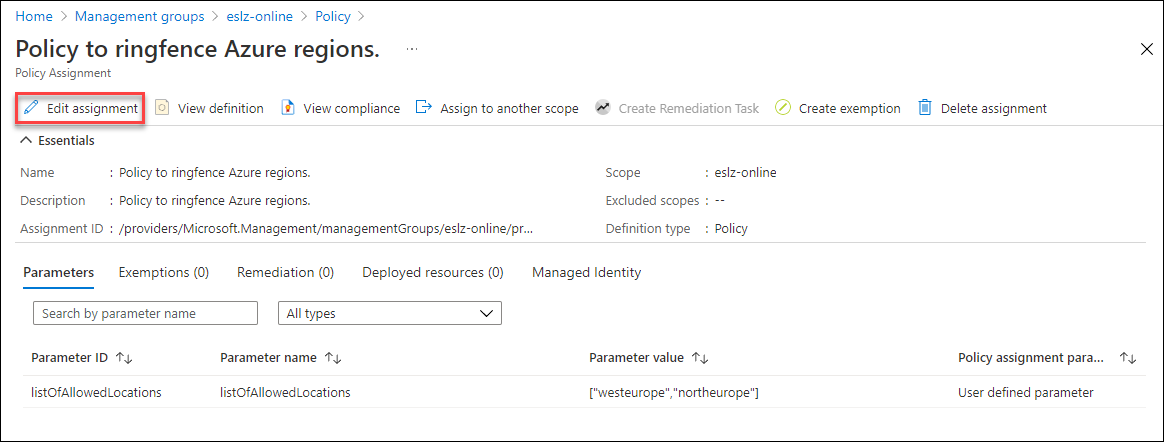 Home > Management groups > eslz-online > Policy >
Policy to ringfence Azure regions. ...
Policy Assignment
Edit assignment View definition View compliance Assign to another scope Create Remediation Task Create exemption Delete assignment
Essentials
Name : Policy to ringfence Azure regions. Scope : eslz-online
Description : Policy to ringfence Azure regions. Excluded scopes : --
Assignment ID : /providers/Microsoft.Management/managementGroups/eslz-online/pr... Definition type : Policy
Parameters Exemptions (0) Remediation (0) Deployed resources (0) Managed Identity
Search by parameter name All types
Parameter ID Parameter name Parameter value Policy assignment para...
listOfAllowedLocations listOfAllowedLocations ["westeurope","northeurope"] User defined parameter